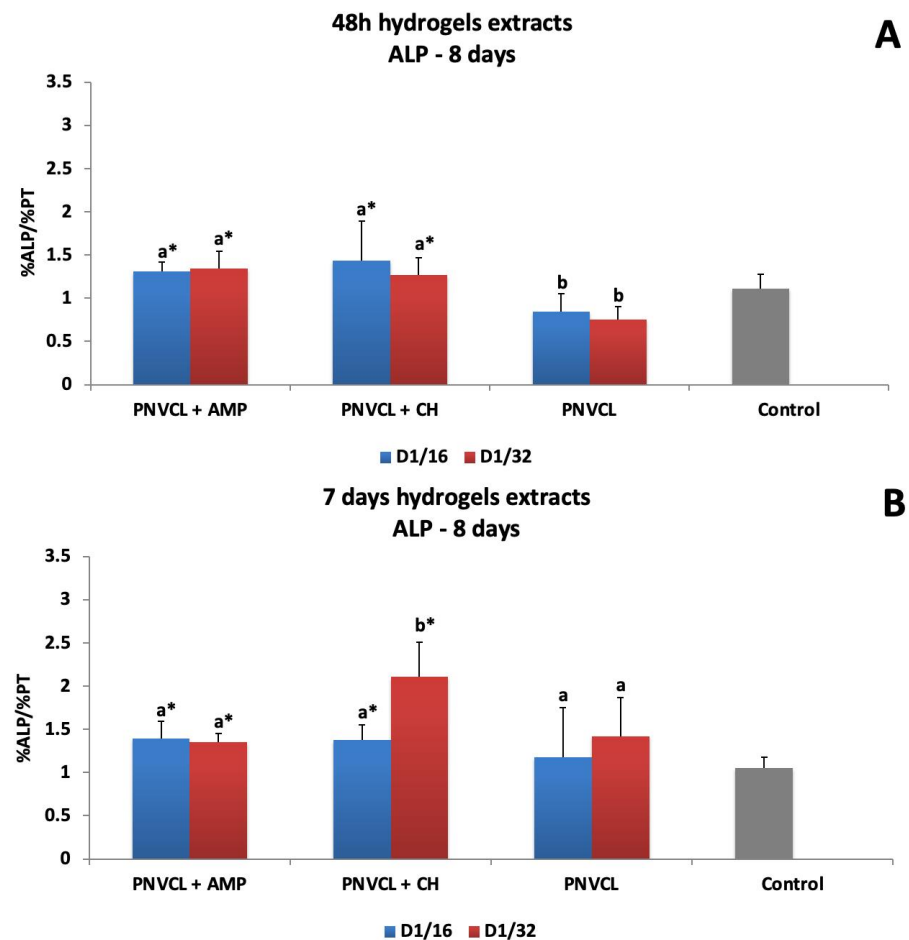 48h hydrogels extracts
ALP - 8 days
A
3.5
3
2.5
2
1.5
1
0.5
0
%ALP/%PT
a*
a*
a*
a*
b
b
PNVCL + AMP
PNVCL + CH
PNVCL
Control
D1/16
D1/32
7 days hydrogels extracts
ALP - 8 days
B
3.5
3
2.5
2
1.5
1
0.5
0
%ALP/%PT
a*
a*
a*
b*
a
a
PNVCL + AMP
PNVCL + CH
PNVCL
Control
D1/16
D1/32